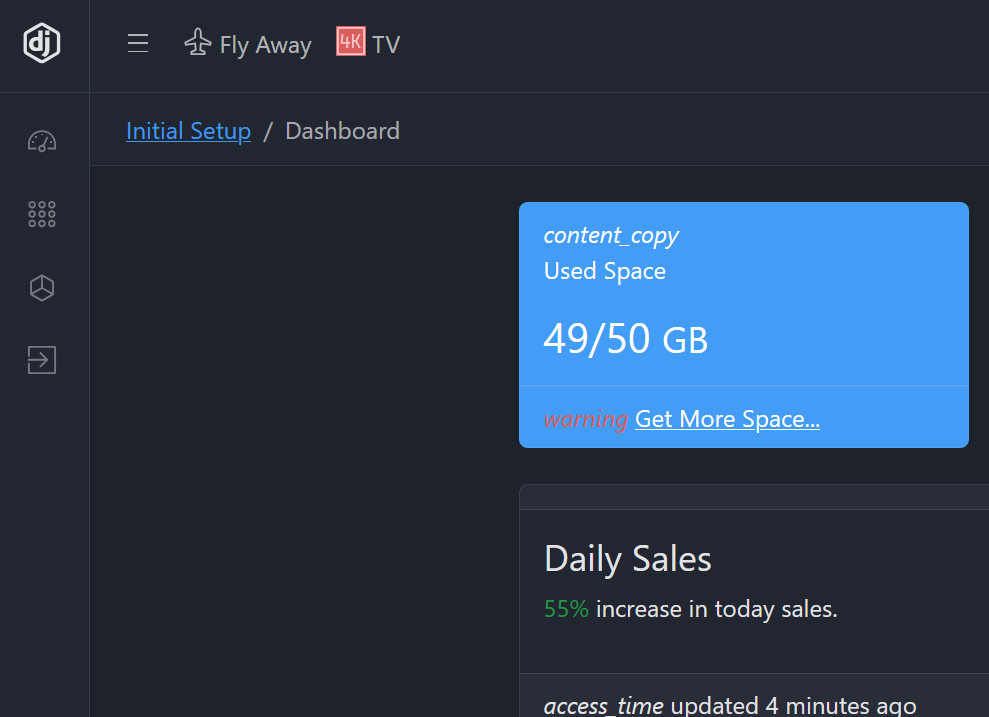 dj
Fly Away
4K TV
Initial Setup / Dashboard
content_copy
Used Space
49/50 GB
warning Get More Space...
Daily Sales
55% increase in today sales.
access_time updated 4 minutes ago